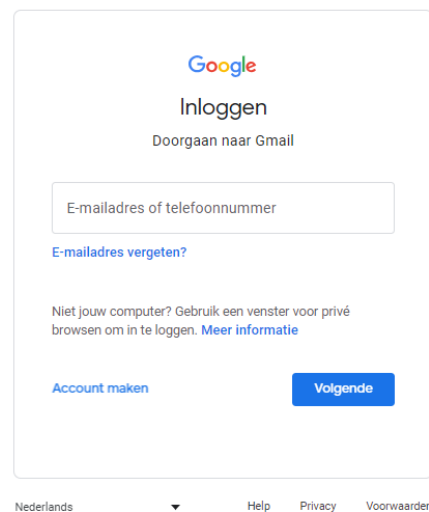 Google
Inloggen
Doorgaan naar Gmail
E-mailadres of telefoonnummer
E-mailadres vergeten?
Niet jouw computer? Gebruik een venster voor privé
browsen om in te loggen. Meer informatie
Account maken Volgende
Nederlands Help Privacy Voorwaarden